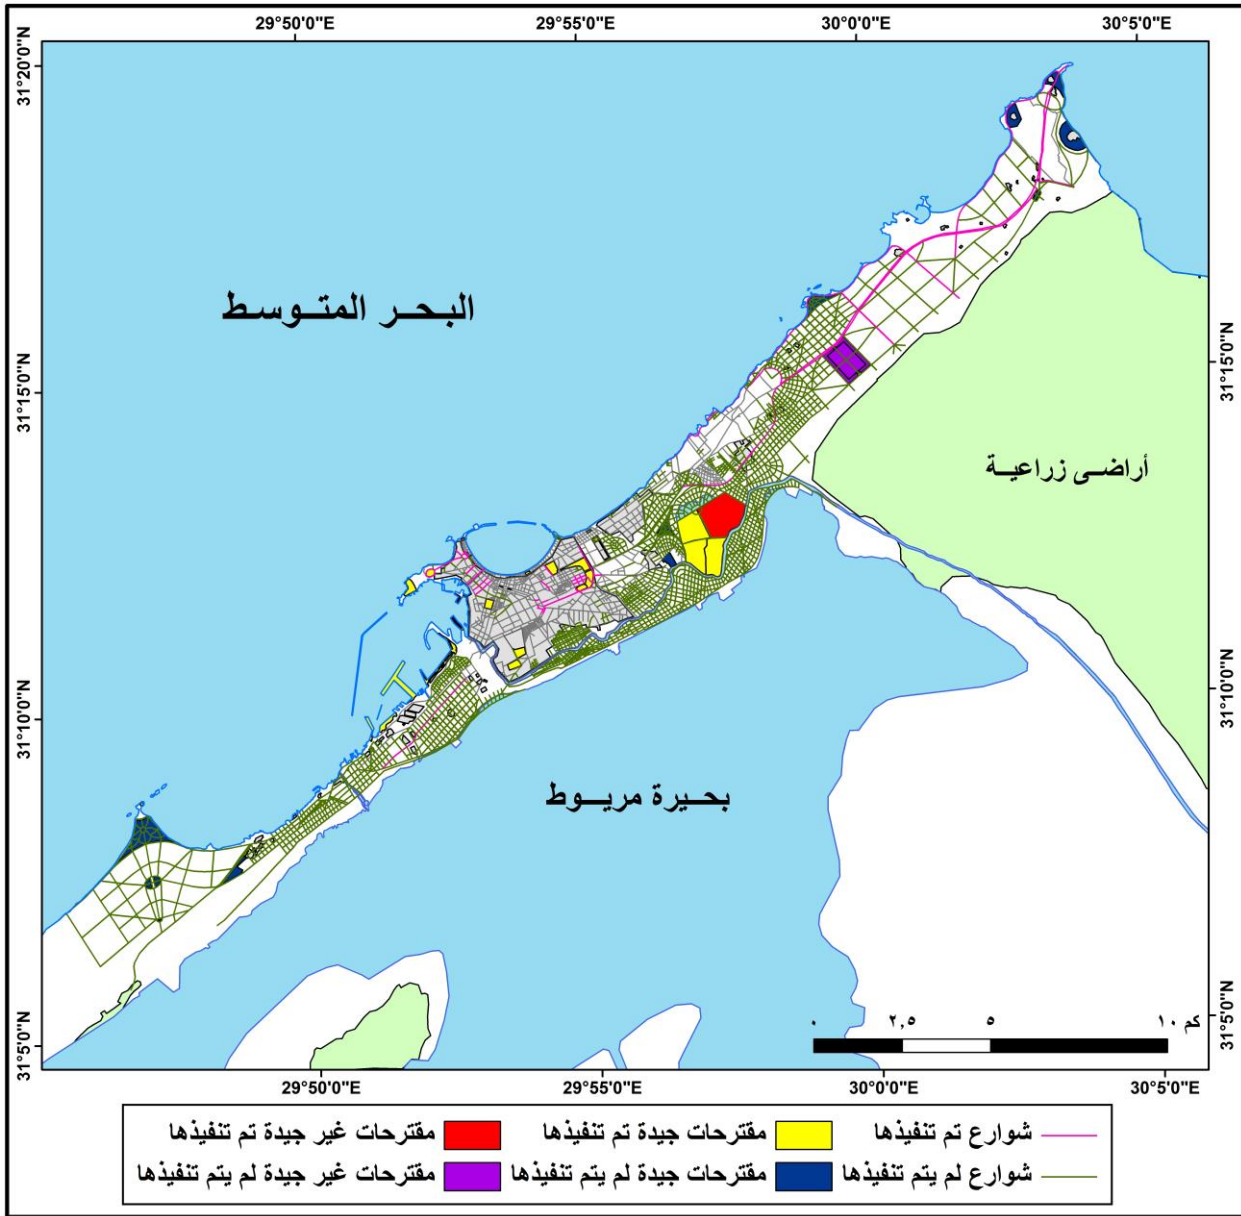 29°50'0"E 29°55'0"E 30°0'0"E 30°5'0"E
31°20'0"N
31°15'0"N
31°10'0"N
31°5'0"N
البحـر المتـوسـط
31°15'0"N
31°10'0"N
31°5'0"N
أراضـى زراعيـة
بحـيرة مريـوط
٠ ٢,٥ ٥ ١٠ كم
29°50'0"E 29°55'0"E 30°0'0"E 30°5'0"E
شوارع تم تنفيذها مقترحات جيدة تم تنفيذها مقترحات غير جيدة تم تنفيذها
شوارع لم يتم تنفيذها مقترحات جيدة لم يتم تنفيذها مقترحات غير جيدة لم يتم تنفيذها